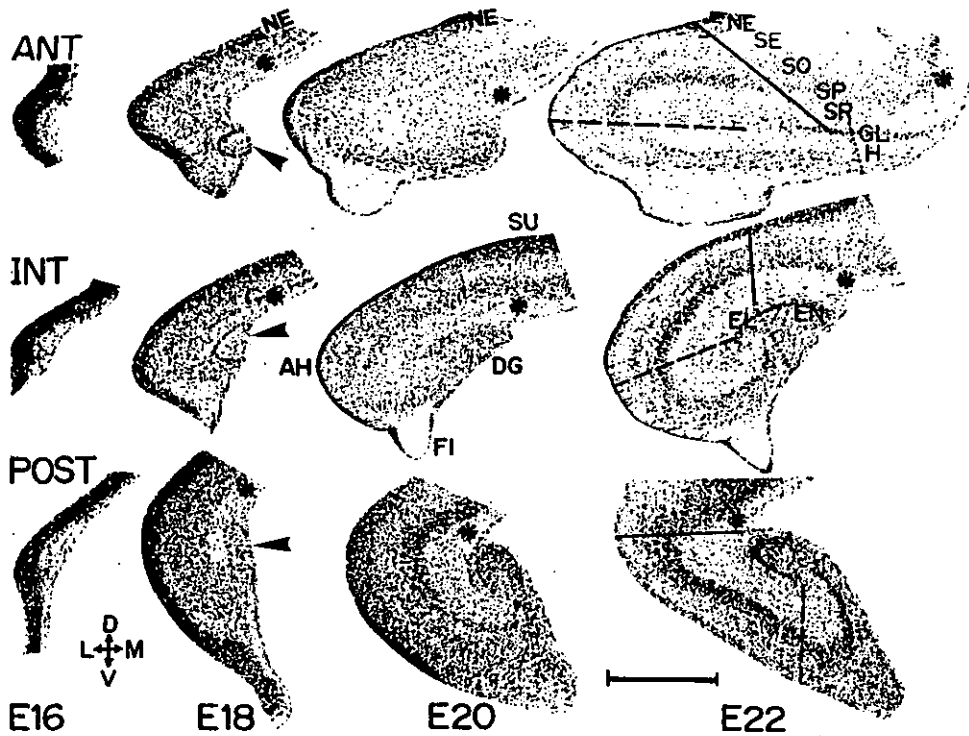 ANT
NE
NE
NE
SE
SO
SP
SR
GL
H
INT
SU
AH
DG
FI
EL
EN
POST
D
L M
V
E16
E18
E20
E22